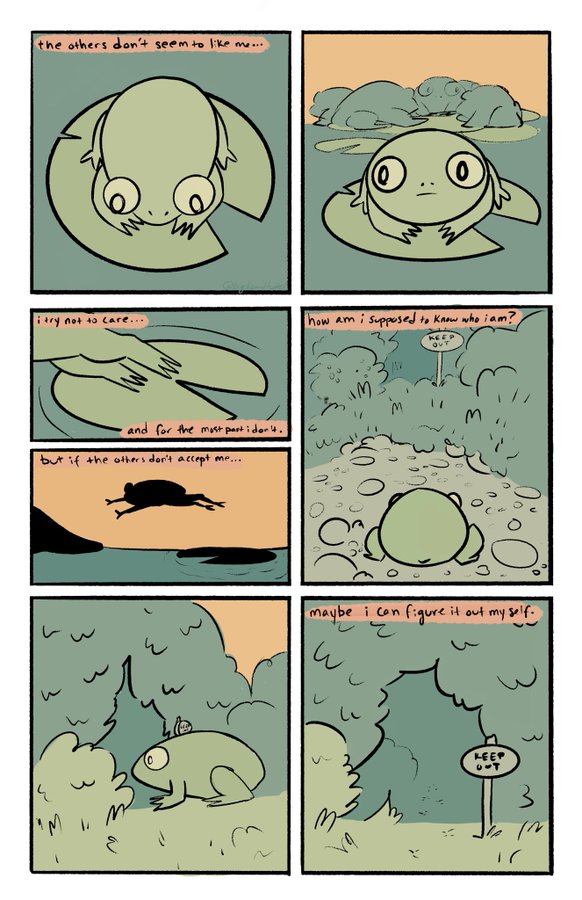 the others don't seem to like me...
i try not to care...
and for the most part i don't.
but if the others don't accept me...
how am i supposed to know who i am?
KEEP
OUT
maybe i can figure it out my self.
KEEP
OUT